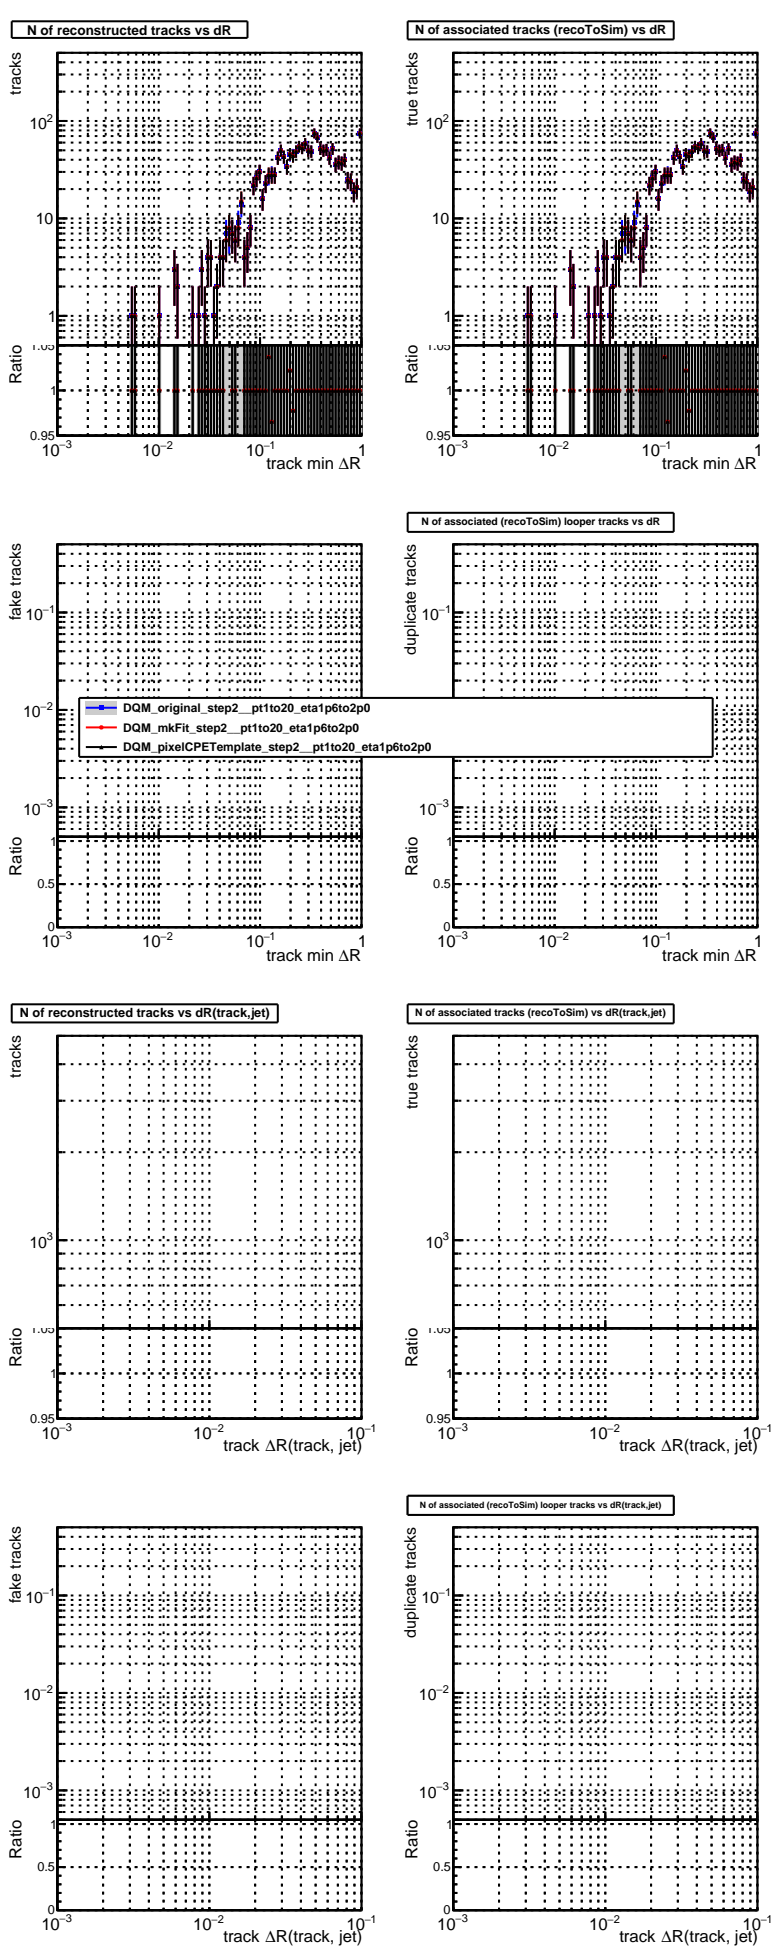 N of reconstructed tracks vs dR
N of associated tracks (recoToSim) vs dR
tracks
10²
10
1
Ratio
1.05
1
0.95
10⁻³
10⁻²
10⁻¹
1
track min ΔR
true tracks
10²
10
1
Ratio
1.05
1
0.95
10⁻³
10⁻²
10⁻¹
1
track min ΔR
N of associated (recoToSim) looper tracks vs dR
fake tracks
10⁻¹
10⁻²
10⁻³
Ratio
1
0.5
0
10⁻³
10⁻²
10⁻¹
1
track min ΔR
duplicate tracks
10⁻¹
10⁻³
Ratio
1
0.5
0
10⁻³
10⁻²
10⁻¹
1
track min ΔR
DQM_original_step2__pt1to20_eta1p6to2p0
DQM_mkFit_step2__pt1to20_eta1p6to2p0
DQM_pixelCPETemplate_step2__pt1to20_eta1p6to2p0
N of reconstructed tracks vs dR(track,jet)
N of associated tracks (recoToSim) vs dR(track,jet)
tracks
10³
Ratio
1.05
1
0.95
10⁻³
10⁻²
10⁻¹
track ΔR(track, jet)
true tracks
10³
Ratio
1.05
1
0.95
10⁻³
10⁻²
10⁻¹
track ΔR(track, jet)
N of associated (recoToSim) looper tracks vs dR(track,jet)
fake tracks
10⁻¹
10⁻²
10⁻³
Ratio
1
0.5
0
10⁻³
10⁻²
10⁻¹
track ΔR(track, jet)
duplicate tracks
10⁻¹
10⁻²
10⁻³
Ratio
1
0.5
0
10⁻³
10⁻²
10⁻¹
track ΔR(track, jet)